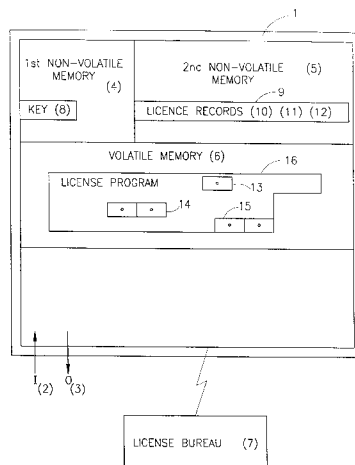 1
1st NON-VOLATILE
MEMORY
(4)
2nc NON-VOLATILE (5)
MEMORY
9
KEY (8)
LICENCE RECORDS (10) (11) (12)
VOLATILE MEMORY (6)
16
LICENSE PROGRAM
13
14
15
I
(2)
O
(3)
LICENSE BUREAU (7)